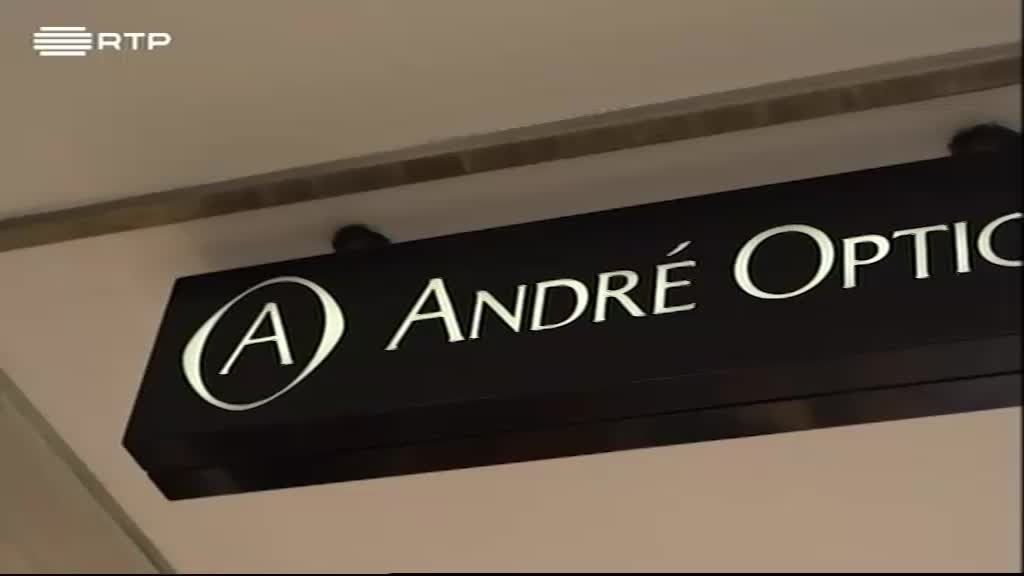 RTP
A ANDRÉ OPTIC